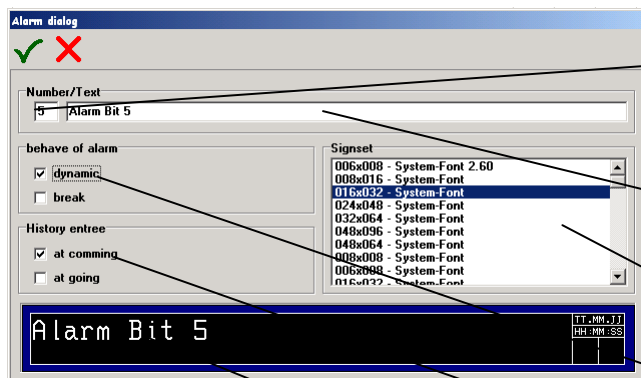 Alarm dialog
Number/Text
5 Alarm Bit 5
behave of alarm
dynamic
break
History entree
at comming
at going
Signset
006x008 - System-Font 2.60
008x016 - System-Font
016x032 - System-Font
024x048 - System-Font
032x064 - System-Font
048x096 - System-Font
048x064 - System-Font
008x008 - System-Font
006x008 - System-Font
016x032 - System-Font
Alarm Bit 5
TT.MM.JJ
HH:MM:SS